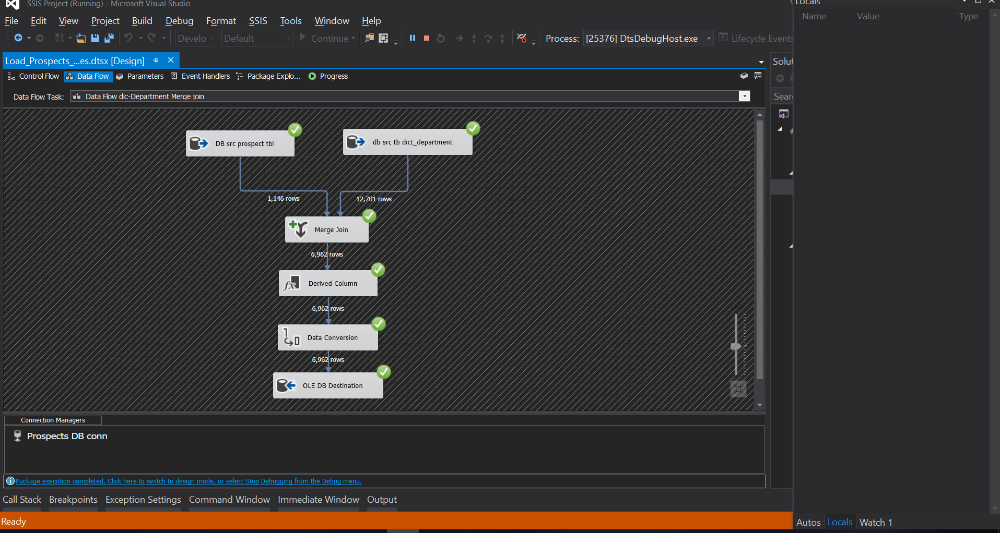 SSIS Project (Running) - Microsoft Visual Studio
File Edit View Project Build Debug Format SSIS Tools Window Help
Develo Default Continue Process: [25376] DtsDebugHost.exe Lifecycle Events
Load_Prospects_...es.dtsx [Design]
Control Flow Data Flow Parameters Event Handlers Package Explo... Progress
Data Flow Task: Data Flow dic-Department Merge join
DB src prospect tbl
db src tb dict_department
1,146 rows
12,701 rows
Merge Join
6,962 rows
Derived Column
6,962 rows
Data Conversion
6,962 rows
OLE DB Destination
Connection Managers
Prospects DB conn
Package execution completed. Click here to switch to design mode, or select Stop Debugging from the Debug menu.
Call Stack Breakpoints Exception Settings Command Window Immediate Window Output
Ready
Solut
Sear
Locals
Name Value Type
Autos Locals Watch 1